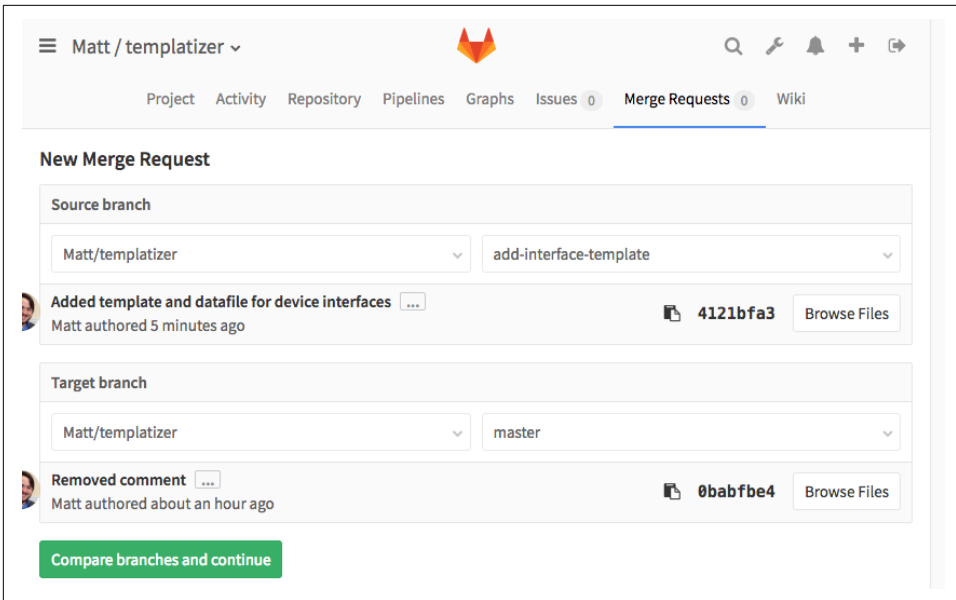 Matt / templatizer
Project Activity Repository Pipelines Graphs Issues 0 Merge Requests 0 Wiki
New Merge Request
Source branch
Matt/templatizer add-interface-template
Added template and datafile for device interfaces ...
4121bfa3 Browse Files
Matt authored 5 minutes ago
Target branch
Matt/templatizer master
Removed comment ...
0babfbe4 Browse Files
Matt authored about an hour ago
Compare branches and continue